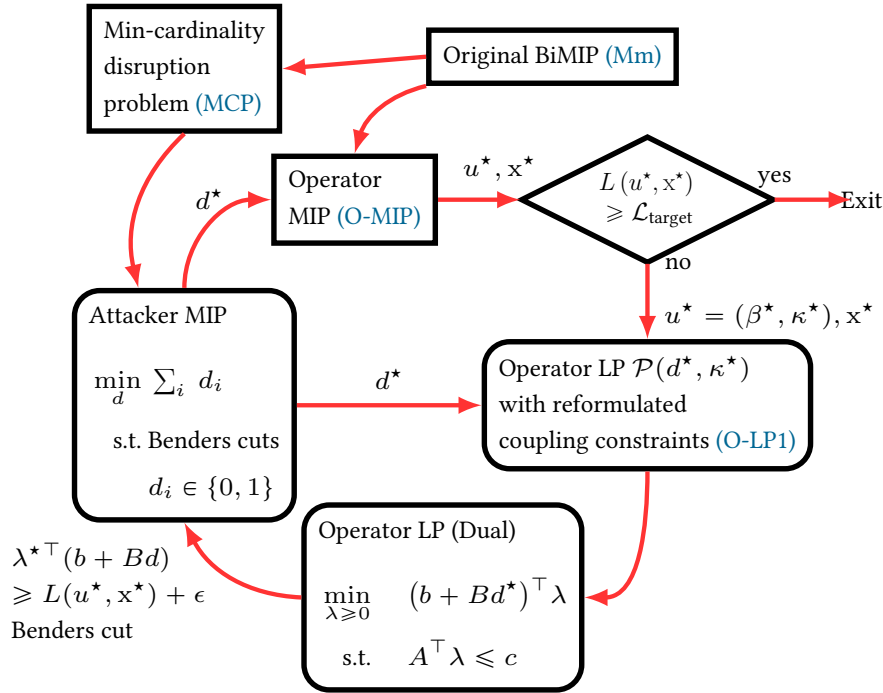 Min-cardinality
disruption
problem (MCP)
Original BiMIP (Mm)
Operator
MIP (O-MIP)
u★, x★
L (u★, x★)
⩾ 𝓛target
yes
Exit
no
d★
u★ = (β★, κ★), x★
Attacker MIP
min d ∑i di
s.t. Benders cuts
di ∈ {0, 1}
d★
Operator LP 𝒫(d★, κ★)
with reformulated
coupling constraints (O-LP1)
λ★⊤(b + Bd)
⩾ L(u★, x★) + ϵ
Benders cut
Operator LP (Dual)
min λ⩾0 (b + Bd★)⊤λ
s.t. A⊤λ ⩽ c